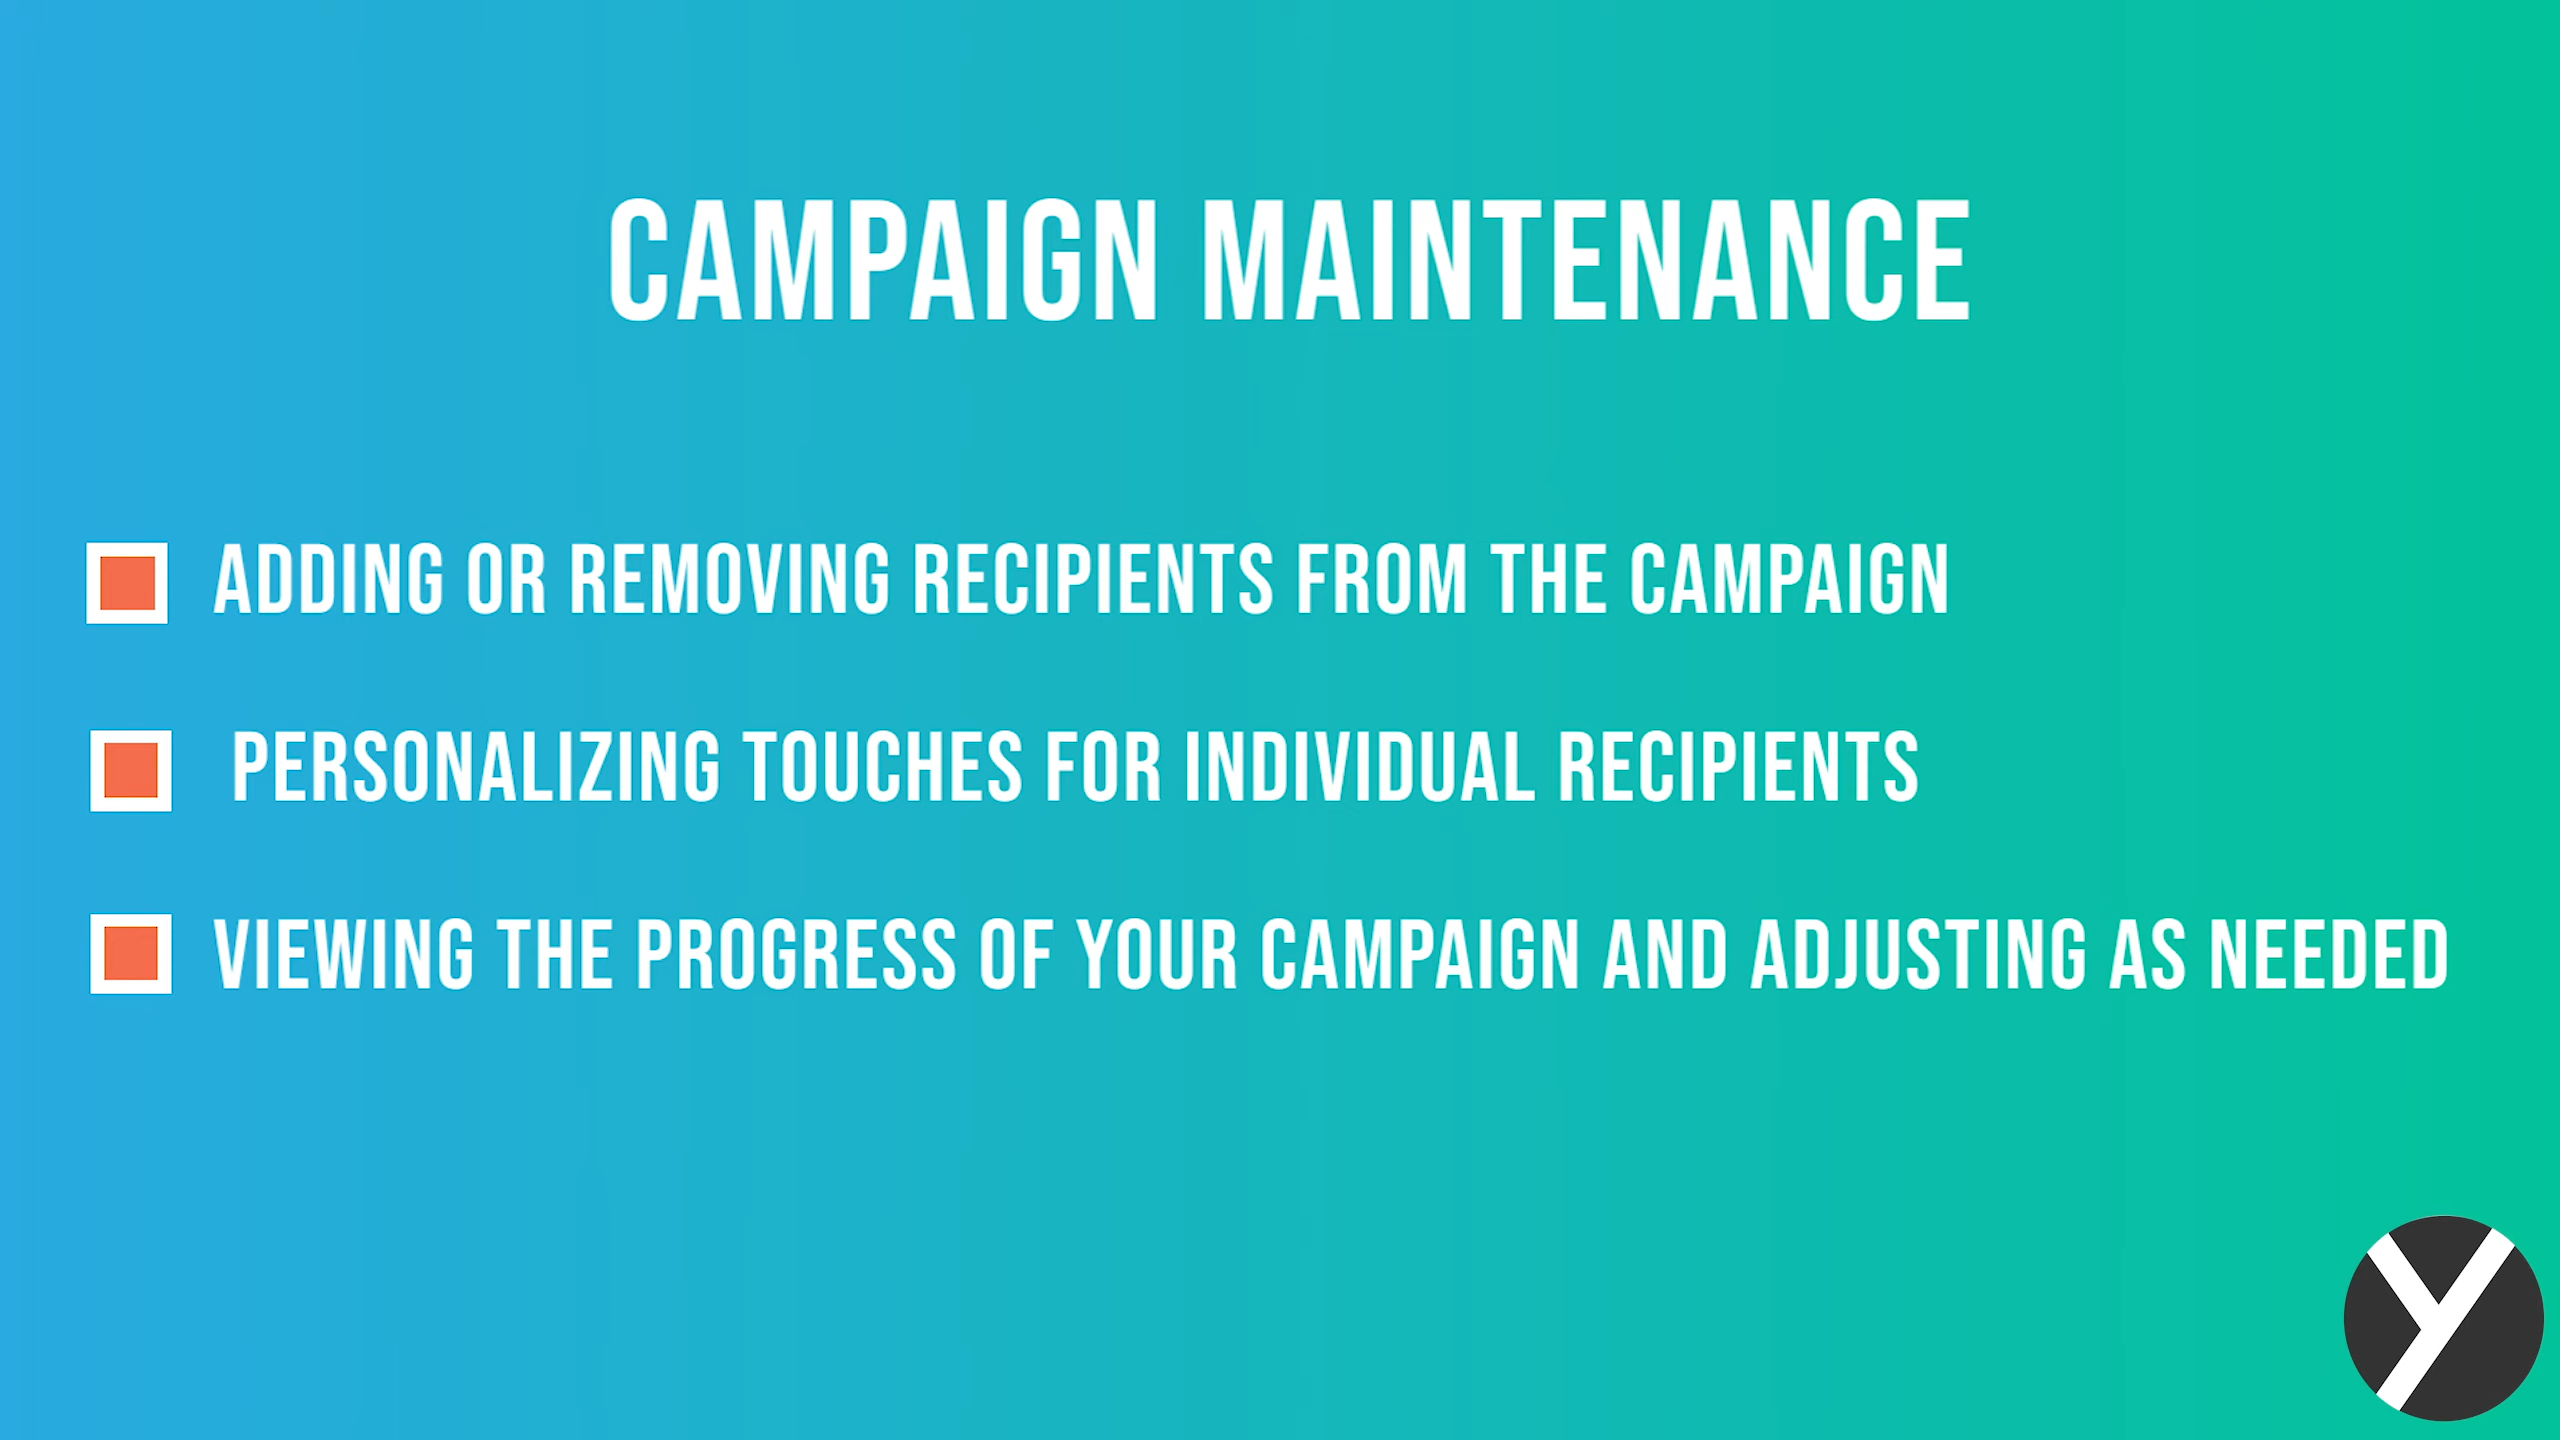 CAMPAIGN MAINTENANCE
ADDING OR REMOVING RECIPIENTS FROM THE CAMPAIGN
PERSONALIZING TOUCHES FOR INDIVIDUAL RECIPIENTS
VIEWING THE PROGRESS OF YOUR CAMPAIGN AND ADJUSTING AS NEEDED
Y